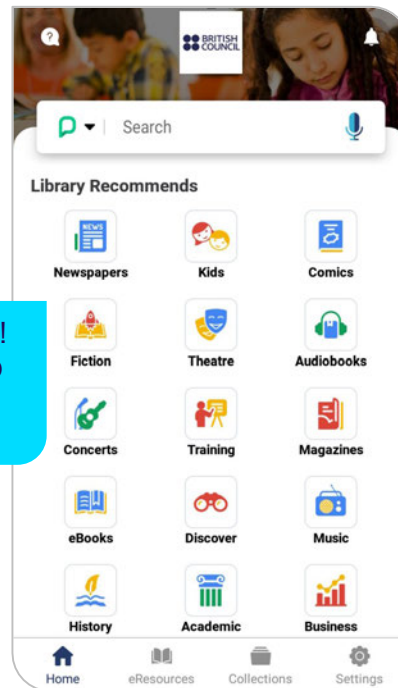 ?
BRITISH
COUNCIL
Search
Library Recommends
NEWS
Newspapers
Kids
Comics
!
Fiction
Theatre
Audiobooks
Concerts
Training
Magazines
eBooks
Discover
Music
History
Academic
Business
Home
eResources
Collections
Settings